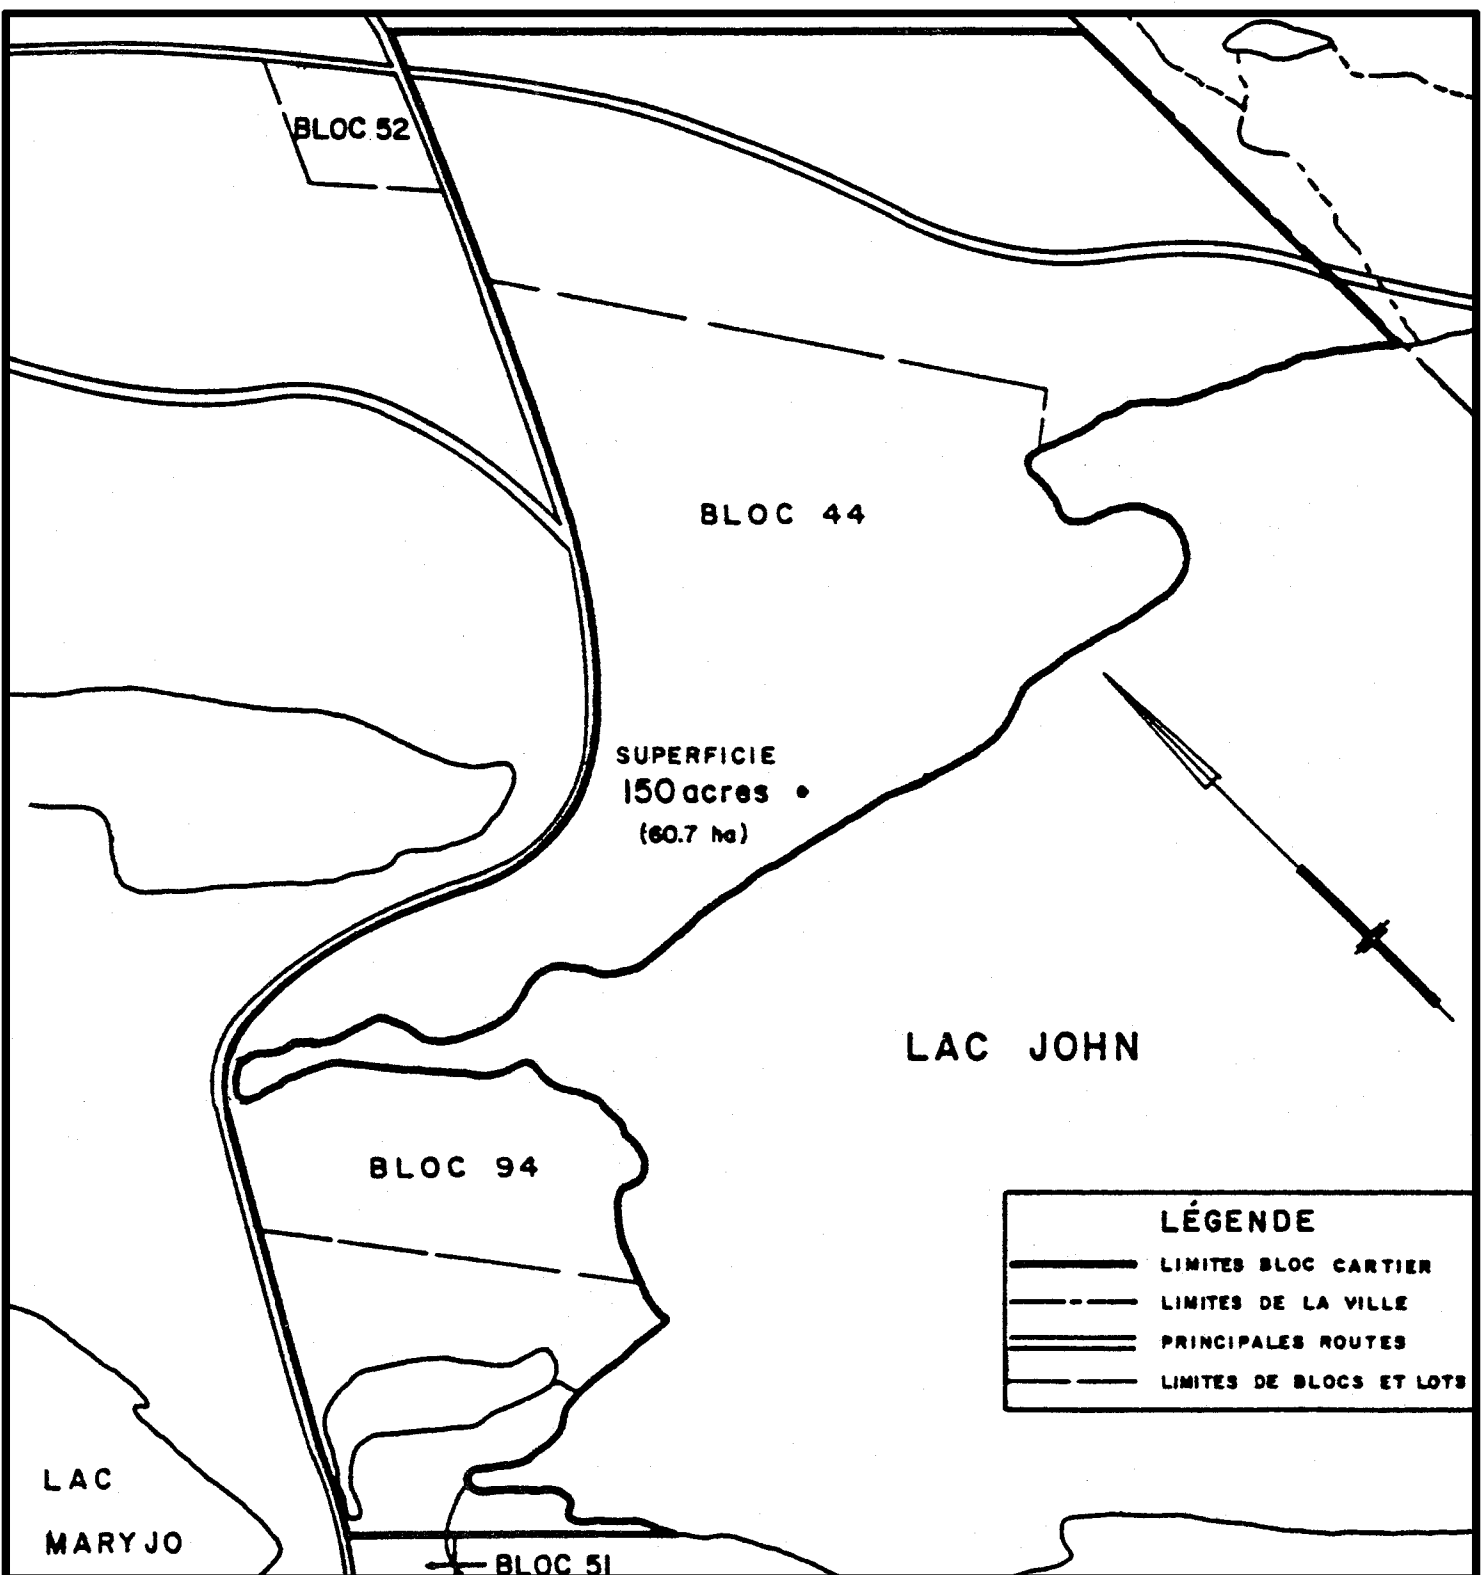 BLOC 52
BLOC 44
SUPERFICIE
150 acres
(60.7 ha)
LAC JOHN
BLOC 94
LÉGENDE
LIMITES BLOC CARTIER
LIMITES DE LA VILLE
PRINCIPALES ROUTES
LIMITES DE BLOCS ET LOTS
LAC
MARYJO
BLOC 51